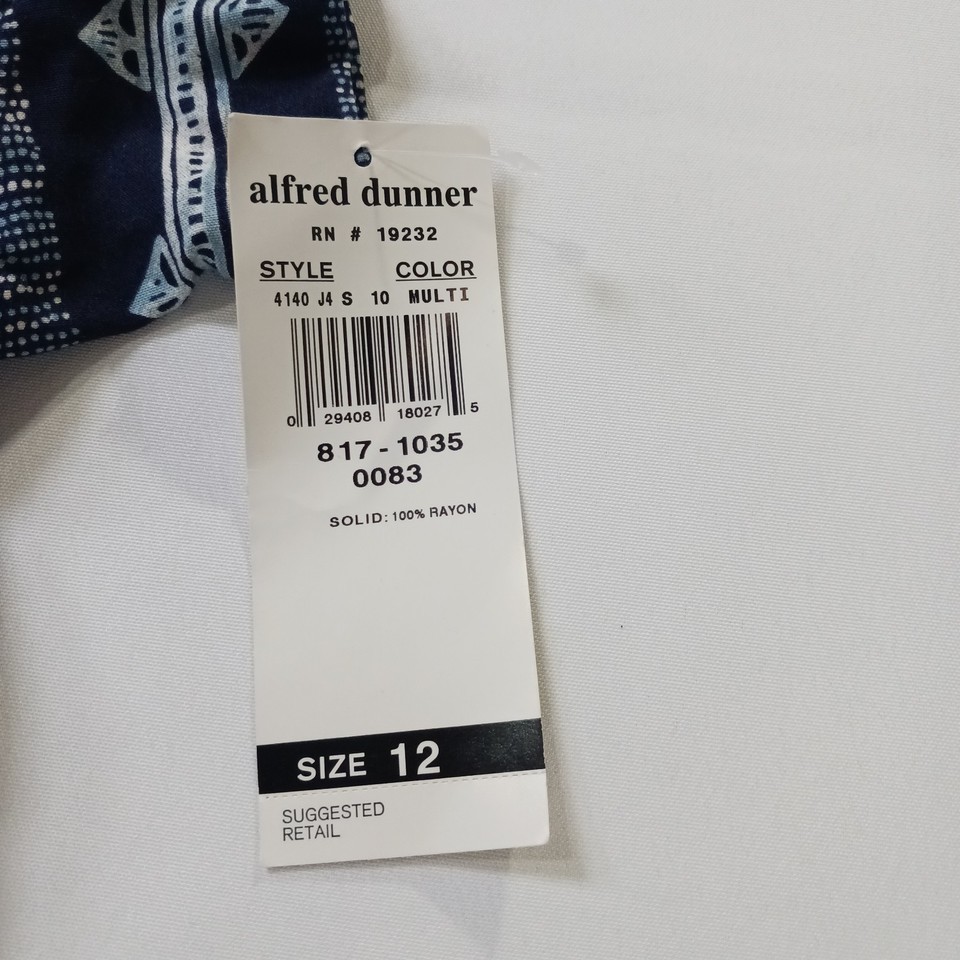 alfred dunner
RN # 19232
STYLE COLOR
4140 J4 S 10 MULTI
0 29408 18027 5
817-1035
0083
SOLID: 100% RAYON
SIZE 12
SUGGESTED
RETAIL